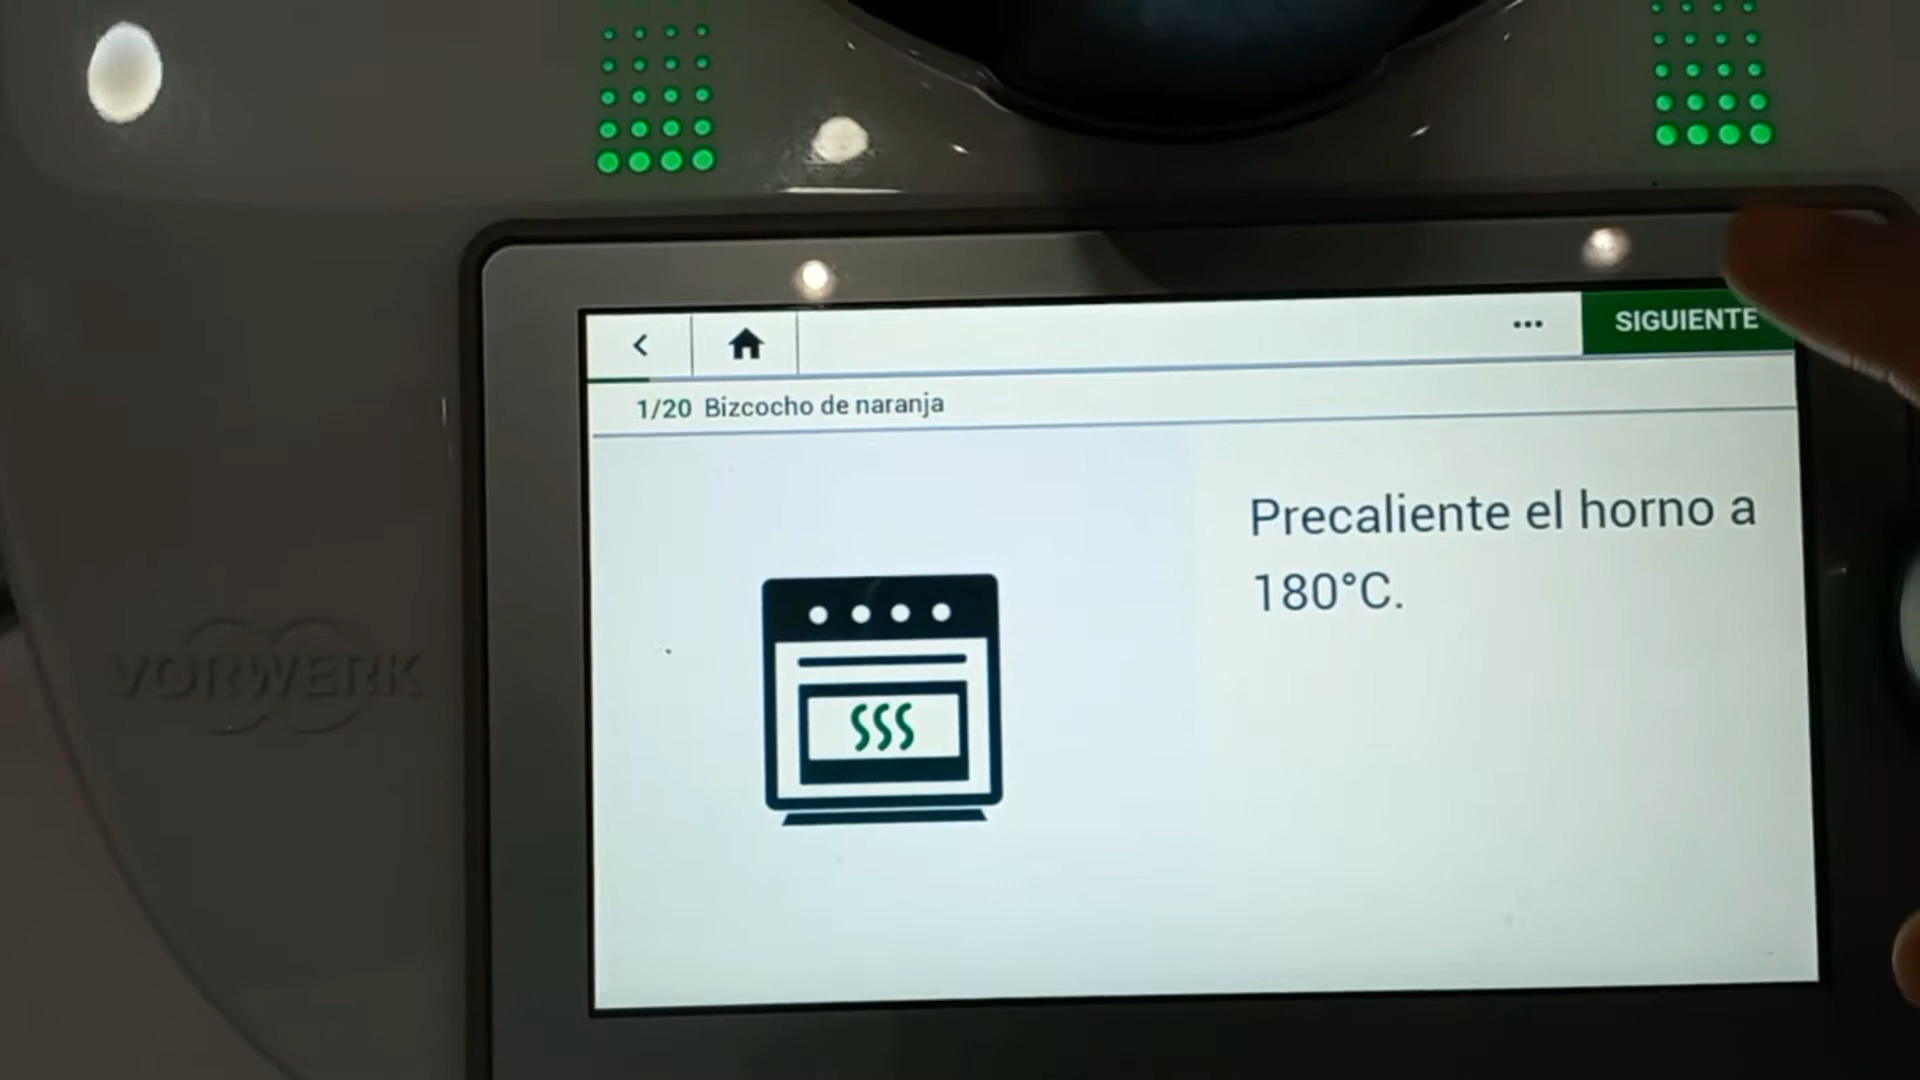 SIGUIENTE
1/20 Bizcocho de naranja
Precaliente el horno a
180°C.
VORWERK